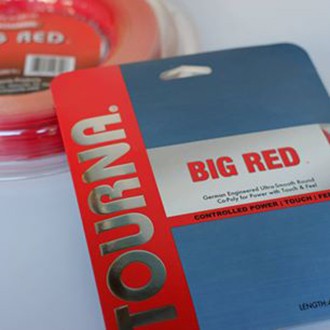 BIG RED.
TOURNA.
BIG RED
German Engineered Ultra-Smooth Round
Co-Poly for Power with Touch & Feel
CONTROLLED POWER | TOUCH |
LENGTH